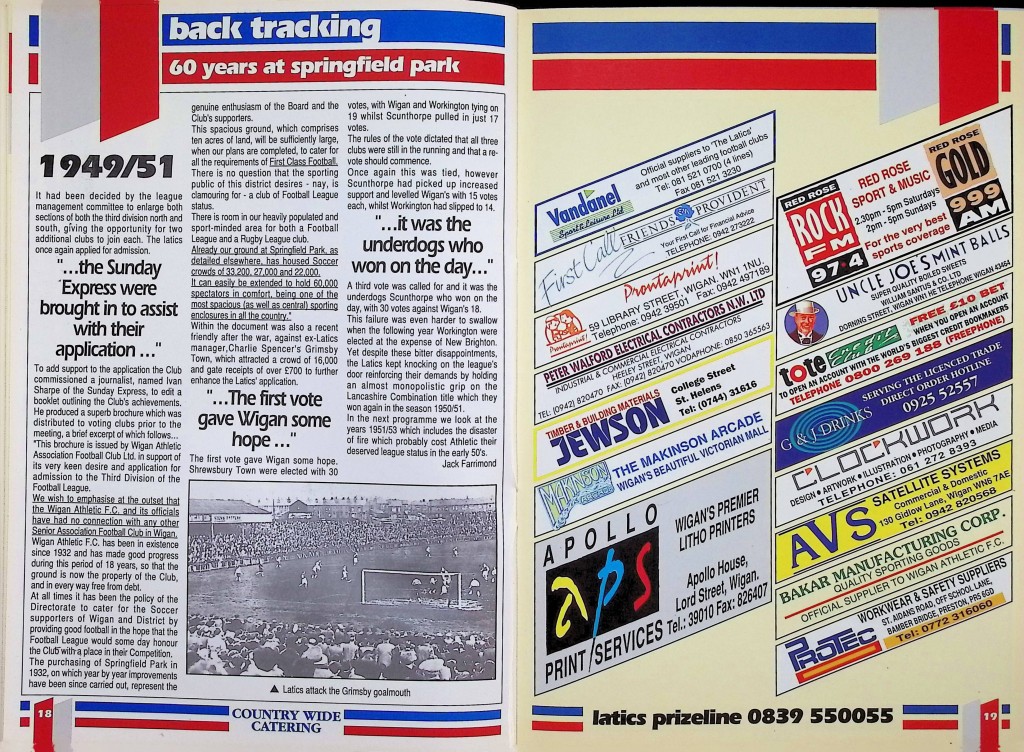 back tracking
60 years at springfield park
1949/51
It had been decided by the league
management committee to enlarge both
sections of both the third division north and
south, giving the opportunity for two
additional clubs to join each. The latics
once again applied for admission.
"...the Sunday
Express were
brought in to assist
with their
application ..."
To add support to the application the Club
commissioned a journalist, named Ivan
Sharpe of the Sunday Express, to edit a
booklet outlining the Club's achievements.
He produced a superb brochure which was
distributed to voting clubs prior to the
meeting, a brief excerpt of which follows...
"This brochure is issued by Wigan Athletic
Association Football Club Ltd. in support of
its very keen desire and application for
admission to the Third Division of the
Football League.
We wish to emphasise at the outset that
the Wigan Athletic F.C. and its officials
have had no connection with any other
Senior Association Football Club in Wigan.
Wigan Athletic F.C. has been in existence
since 1932 and has made good progress
during this period of 18 years, so that the
ground is now the property of the Club,
and in every way free from debt.
At all times it has been the policy of the
Directorate to cater for the Soccer
supporters of Wigan and District by
providing good football in the hope that the
Football League would some day honour
the Club with a place in their Competition.
The purchasing of Springfield Park in
1932, on which year by year improvements
have been since carried out, represent the
genuine enthusiasm of the Board and the
Club's supporters.
This spacious ground, which comprises
ten acres of land, will be sufficiently large,
when our plans are completed, to cater for
all the requirements of First Class Football.
There is no question that the sporting
public of this district desires - nay, is
clamouring for - a club of Football League
status.
There is room in our heavily populated and
sport-minded area for both a Football
League and a Rugby League club.
Already our ground at Springfield Park, as
detailed elsewhere, has housed Soccer
crowds of 33,200, 27,000 and 22,000.
It can easily be extended to hold 60,000
spectators in comfort, being one of the
most spacious (as well as central) sporting
enclosures in all the country."
Within the document was also a recent
friendly after the war, against ex-Latics
manager,Charlie Spencer's Grimsby
Town, which attracted a crowd of 16,000
and gate receipts of over £700 to further
enhance the Latics' application.
"...The first vote
gave Wigan some
hope ..."
The first vote gave Wigan some hope.
Shrewsbury Town were elected with 30
votes, with Wigan and Workington tying on
19 whilst Scunthorpe pulled in just 17
votes.
The rules of the vote dictated that all three
clubs were still in the running and that a re-
vote should commence.
Once again this was tied, however
Scunthorpe had picked up increased
support and levelled Wigan's with 15 votes
each, whilst Workington had slipped to 14.
"...it was the
underdogs who
won on the day..."
A third vote was called for and it was the
underdogs Scunthorpe who won on the
day, with 30 votes against Wigan's 18.
This failure was even harder to swallow
when the following year Workington were
elected at the expense of New Brighton.
Yet despite these bitter disappointments,
the Latics kept knocking on the league's
door reinforcing their demands by holding
an almost monopolistic grip on the
Lancashire Combination title which they
won again in the season 1950/51.
In the next programme we look at the
years 1951/53 which includes the disaster
of fire which probably cost Athletic their
deserved league status in the early 50's.
Jack Farrimond
▲ Latics attack the Grimsby goalmouth
18
COUNTRY WIDE
CATERING
Vandanel
Sport & Leisure Ltd
Official suppliers to 'The Latics'
and most other leading football clubs
Tel: 081 521 0700 (4 lines)
Fax 081 521 3230
First Call
FRIENDS PROVIDENT
Your First Call for Financial Advice
TELEPHONE: 0942 273222
Prontaprint!
Prontaprint!
59 LIBRARY STREET, WIGAN, WN1 1NU.
Telephone: 0942 35091 Fax: 0942 497189
PETER WALFORD ELECTRICAL CONTRACTORS N.W. LTD
INDUSTRIAL & COMMERCIAL ELECTRICAL CONTRACTORS
HEELEY STREET, WIGAN.
TEL: (0942) 820470 FAX: (0942) 820470 VODAPHONE: 0850 365563
TIMBER & BUILDING MATERIALS
JEWSON
College Street
St. Helens
Tel: (0744) 31616
MAKINSON
ARCADE
THE MAKINSON ARCADE
WIGAN'S BEAUTIFUL VICTORIAN MALL
APOLLO
aps
PRINT SERVICES
WIGAN'S PREMIER
LITHO PRINTERS
Apollo House,
Lord Street, Wigan.
Tel.: 39010 Fax: 826407
RED ROSE
ROCK
FM
97·4
RED ROSE
SPORT & MUSIC
2.30pm - 5pm Saturdays
2pm - 5pm Sundays
For the very best
sports coverage
RED ROSE
GOLD
999
AM
UNCLE JOE'S MINT BALLS
SUPER QUALITY BOILED SWEETS
WILLIAM SANTUS & CO. LTD
DORNING STREET, WIGAN WN1 1HE TELEPHONE WIGAN 43464
tote
Credit
FREE £10 BET
WHEN YOU OPEN AN ACCOUNT
TO OPEN AN ACCOUNT WITH THE WORLD'S BIGGEST CREDIT BOOKMAKERS
TELEPHONE 0800 269 188 (FREEPHONE)
G & J DRINKS
SERVING THE LICENCED TRADE
DIRECT ORDER HOTLINE
0925 52557
CLOCKWORK
DESIGN • ARTWORK • ILLUSTRATION • PHOTOGRAPHY • MEDIA
TELEPHONE: 061 272 8393
AVS
SATELLITE SYSTEMS
Commercial & Domestic
130 Gidlow Lane, Wigan WN6 7AE
Tel: 0942 820568
BAKAR MANUFACTURING CORP.
QUALITY SPORTING GOODS
OFFICIAL SUPPLIER TO WIGAN ATHLETIC F.C.
PROTEC
WORKWEAR & SAFETY SUPPLIERS
ST. AIDANS ROAD, OFF SCHOOL LANE,
BAMBER BRIDGE, PRESTON, PR5 6GD
Tel: 0772 316060
latics prizeline 0839 550055
19